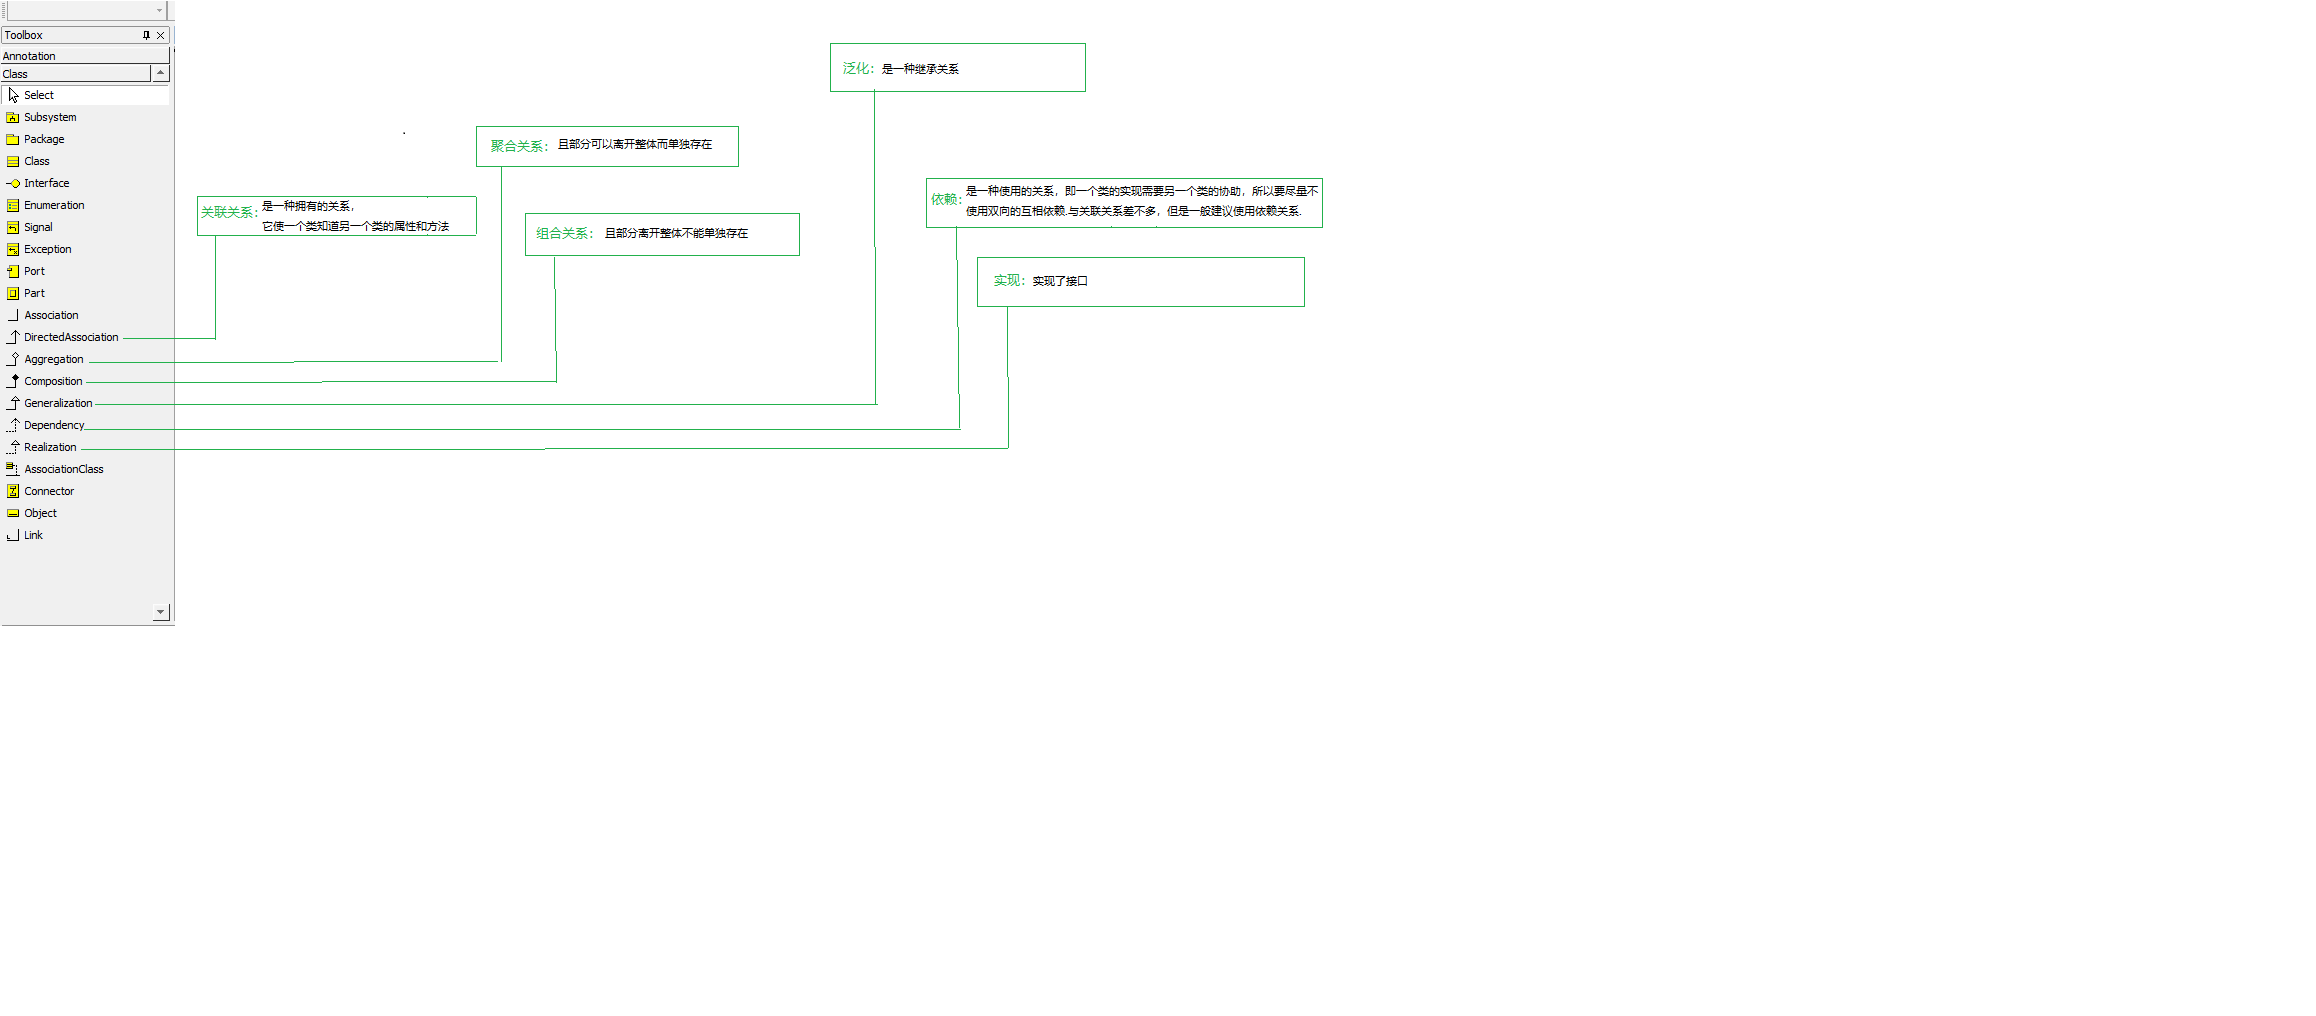 Toolbox
Annotation
Class
Select
Subsystem
Package
Class
Interface
Enumeration
Signal
Exception
Port
Part
Association
DirectedAssociation
Aggregation
Composition
Generalization
Dependency
Realization
AssociationClass
Connector
Object
Link
泛化：是一种继承关系
聚合关系：且部分可以离开整体而单独存在
关联关系：是一种拥有的关系，
它使一个类知道另一个类的属性和方法
组合关系：且部分离开整体不能单独存在
依赖：是一种使用的关系，即一个类的实现需要另一个类的协助，所以要尽量不
使用双向的互相依赖.与关联关系差不多，但是一般建议使用依赖关系.
实现：实现了接口